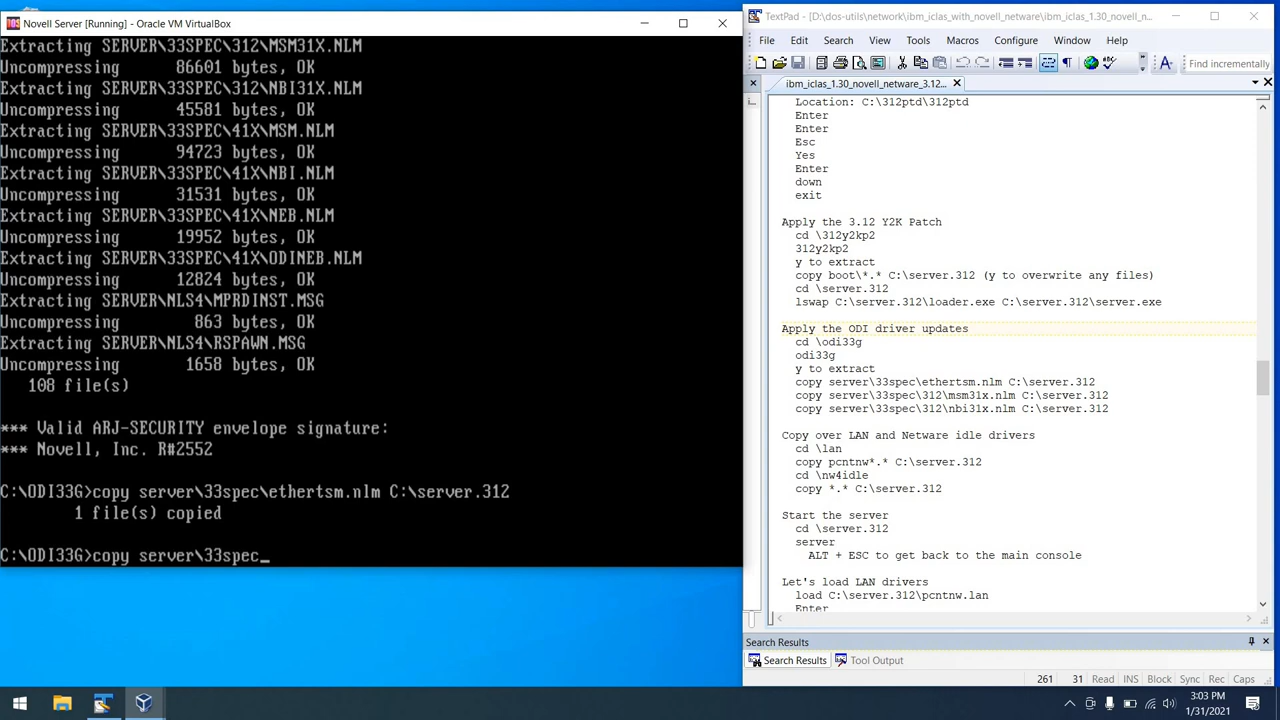 Novell Server [Running] - Oracle VM VirtualBox
Extracting SERVER\33SPEC\312\MSM31X.NLM
Uncompressing 86601 bytes, OK
Extracting SERVER\33SPEC\312\NBI31X.NLM
Uncompressing 45581 bytes, OK
Extracting SERVER\33SPEC\41X\MSM.NLM
Uncompressing 94723 bytes, OK
Extracting SERVER\33SPEC\41X\NBI.NLM
Uncompressing 31531 bytes, OK
Extracting SERVER\33SPEC\41X\NEB.NLM
Uncompressing 19952 bytes, OK
Extracting SERVER\33SPEC\41X\ODINEB.NLM
Uncompressing 12824 bytes, OK
Extracting SERVER\NLS4\MPRDINST.MSG
Uncompressing 863 bytes, OK
Extracting SERVER\NLS4\RSPAWN.MSG
Uncompressing 1658 bytes, OK
108 file(s)
*** Valid ARJ-SECURITY envelope signature:
*** Novell, Inc. R#2552
C:\ODI33G>copy server\33spec\ethertsm.nlm C:\server.312
1 file(s) copied
C:\ODI33G>copy server\33spec_
TextPad - [D:\dos-utils\network\ibm_iclas_with_novell_netware\ibm_iclas_1.30_novell_n...
File Edit Search View Tools Macros Configure Window Help
Find incrementally
ibm_iclas_1.30_novell_netware_3.12...
Location: C:\312ptd\312ptd
Enter
Enter
Esc
Yes
Enter
down
exit
Apply the 3.12 Y2K Patch
cd \312y2kp2
312y2kp2
y to extract
copy boot\*.* C:\server.312 (y to overwrite any files)
cd \server.312
lswap C:\server.312\loader.exe C:\server.312\server.exe
Apply the ODI driver updates
cd \odi33g
odi33g
y to extract
copy server\33spec\ethertsm.nlm C:\server.312
copy server\33spec\312\msm31x.nlm C:\server.312
copy server\33spec\312\nbi31x.nlm C:\server.312
Copy over LAN and Netware idle drivers
cd \lan
copy pcntnw*.* C:\server.312
cd \nw4idle
copy *.* C:\server.312
Start the server
cd \server.312
server
ALT + ESC to get back to the main console
Let's load LAN drivers
load C:\server.312\pcntnw.lan
Enter
Search Results
Search Results Tool Output
261 31 Read INS Block Sync Rec Caps
3:03 PM
1/31/2021